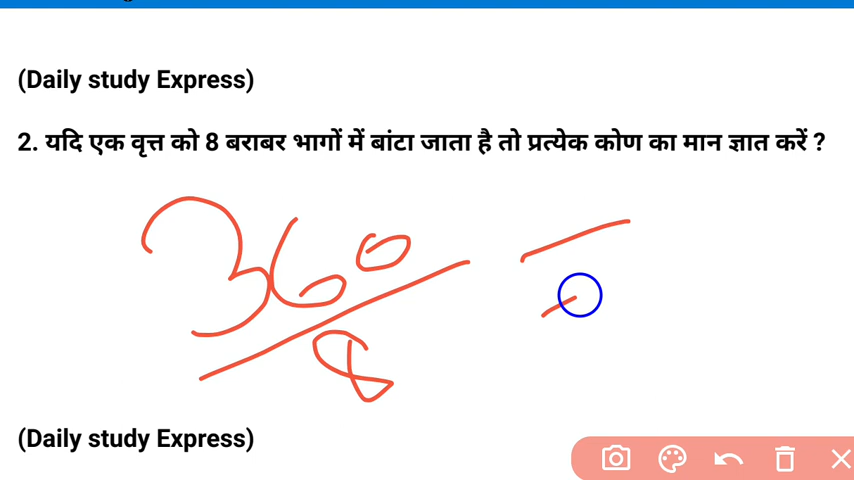 (Daily study Express)
2. यदि एक वृत्त को 8 बराबर भागों में बांटा जाता है तो प्रत्येक कोण का मान ज्ञात करें ?
360
8
=
(Daily study Express)